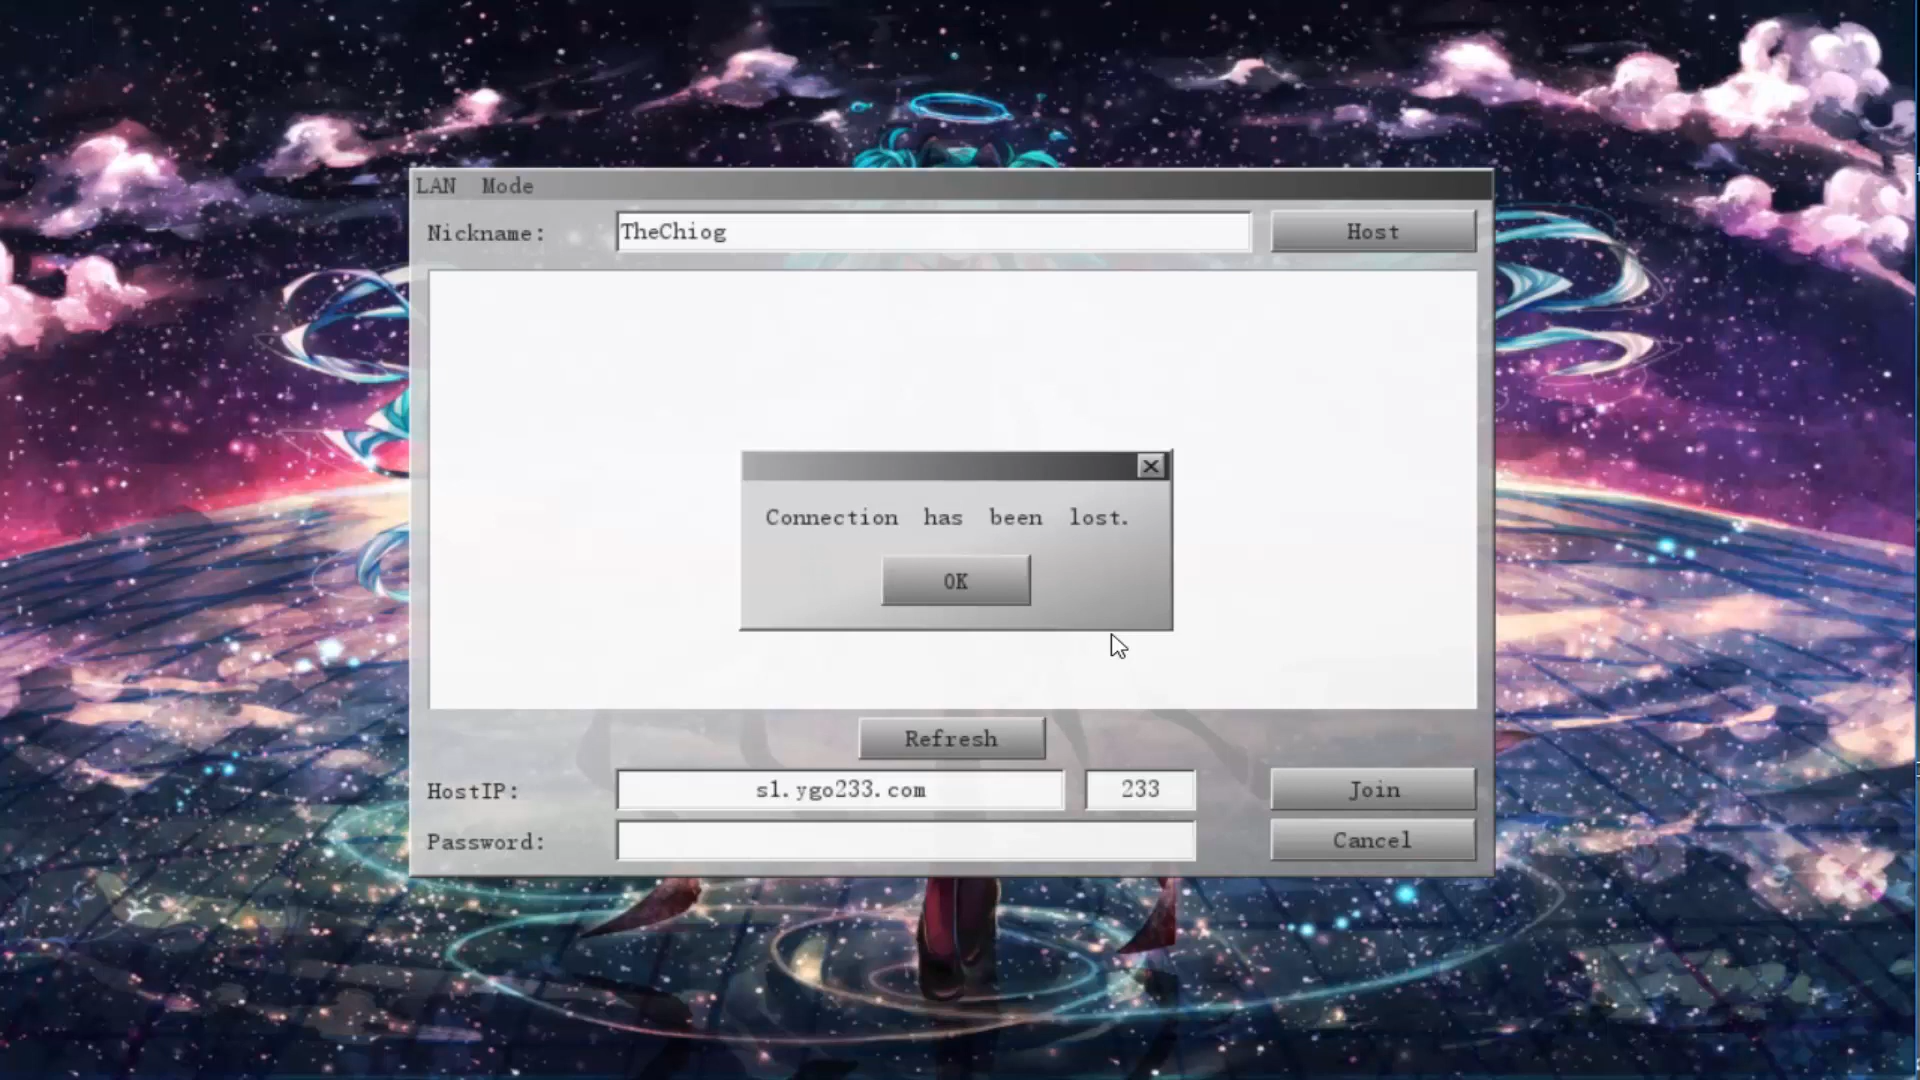 LAN Mode
Nickname: TheChiog Host
Connection has been lost.
OK
Refresh
HostIP: s1.ygo233.com 233 Join
Password: Cancel